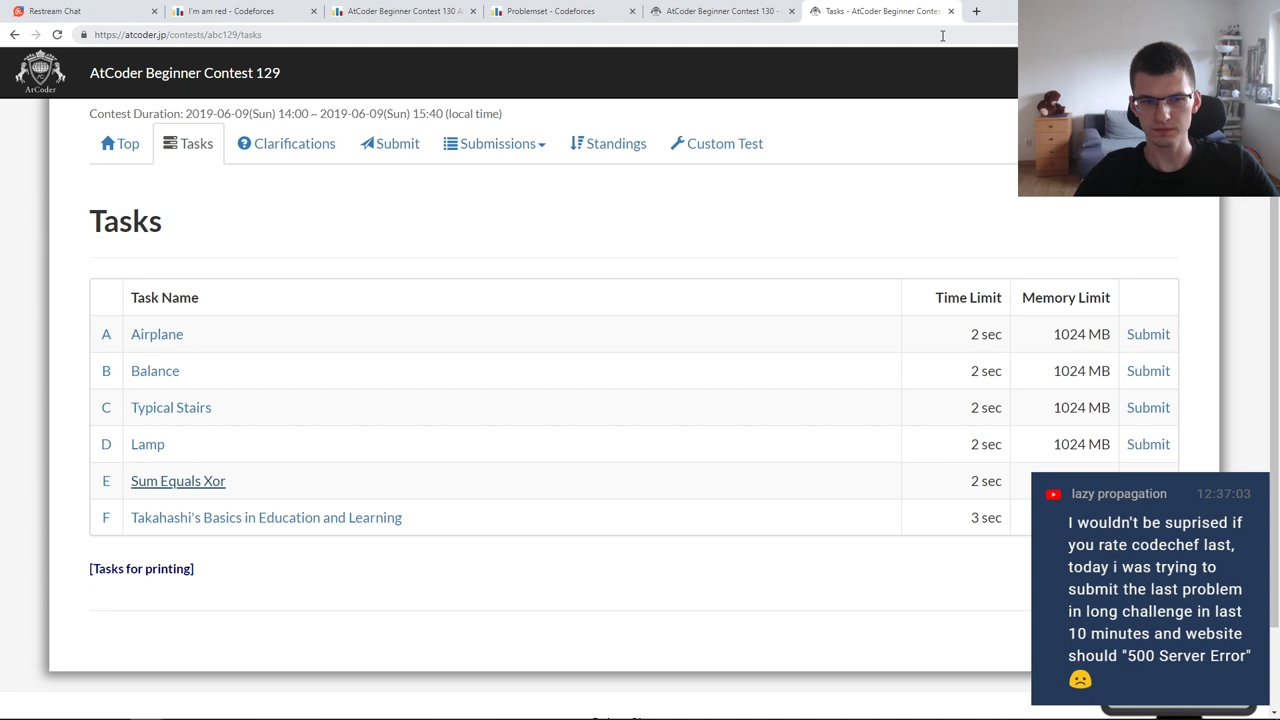 Restream Chat
I'm am red - Codeforces
AtCoder Beginner Contest 130 A
Problemset - Codeforces
AtCoder Beginner Contest 130 -
Tasks - AtCoder Beginner Contes
https://atcoder.jp/contests/abc129/tasks
AtCoder
AtCoder Beginner Contest 129
Contest Duration: 2019-06-09(Sun) 14:00 ~ 2019-06-09(Sun) 15:40 (local time)
Top
Tasks
Clarifications
Submit
Submissions
Standings
Custom Test
Tasks
Task Name Time Limit Memory Limit
A Airplane 2 sec 1024 MB Submit
B Balance 2 sec 1024 MB Submit
C Typical Stairs 2 sec 1024 MB Submit
D Lamp 2 sec 1024 MB Submit
E Sum Equals Xor 2 sec
F Takahashi's Basics in Education and Learning 3 sec
[Tasks for printing]
lazy propagation 12:37:03
I wouldn't be suprised if
you rate codechef last,
today i was trying to
submit the last problem
in long challenge in last
10 minutes and website
should "500 Server Error"